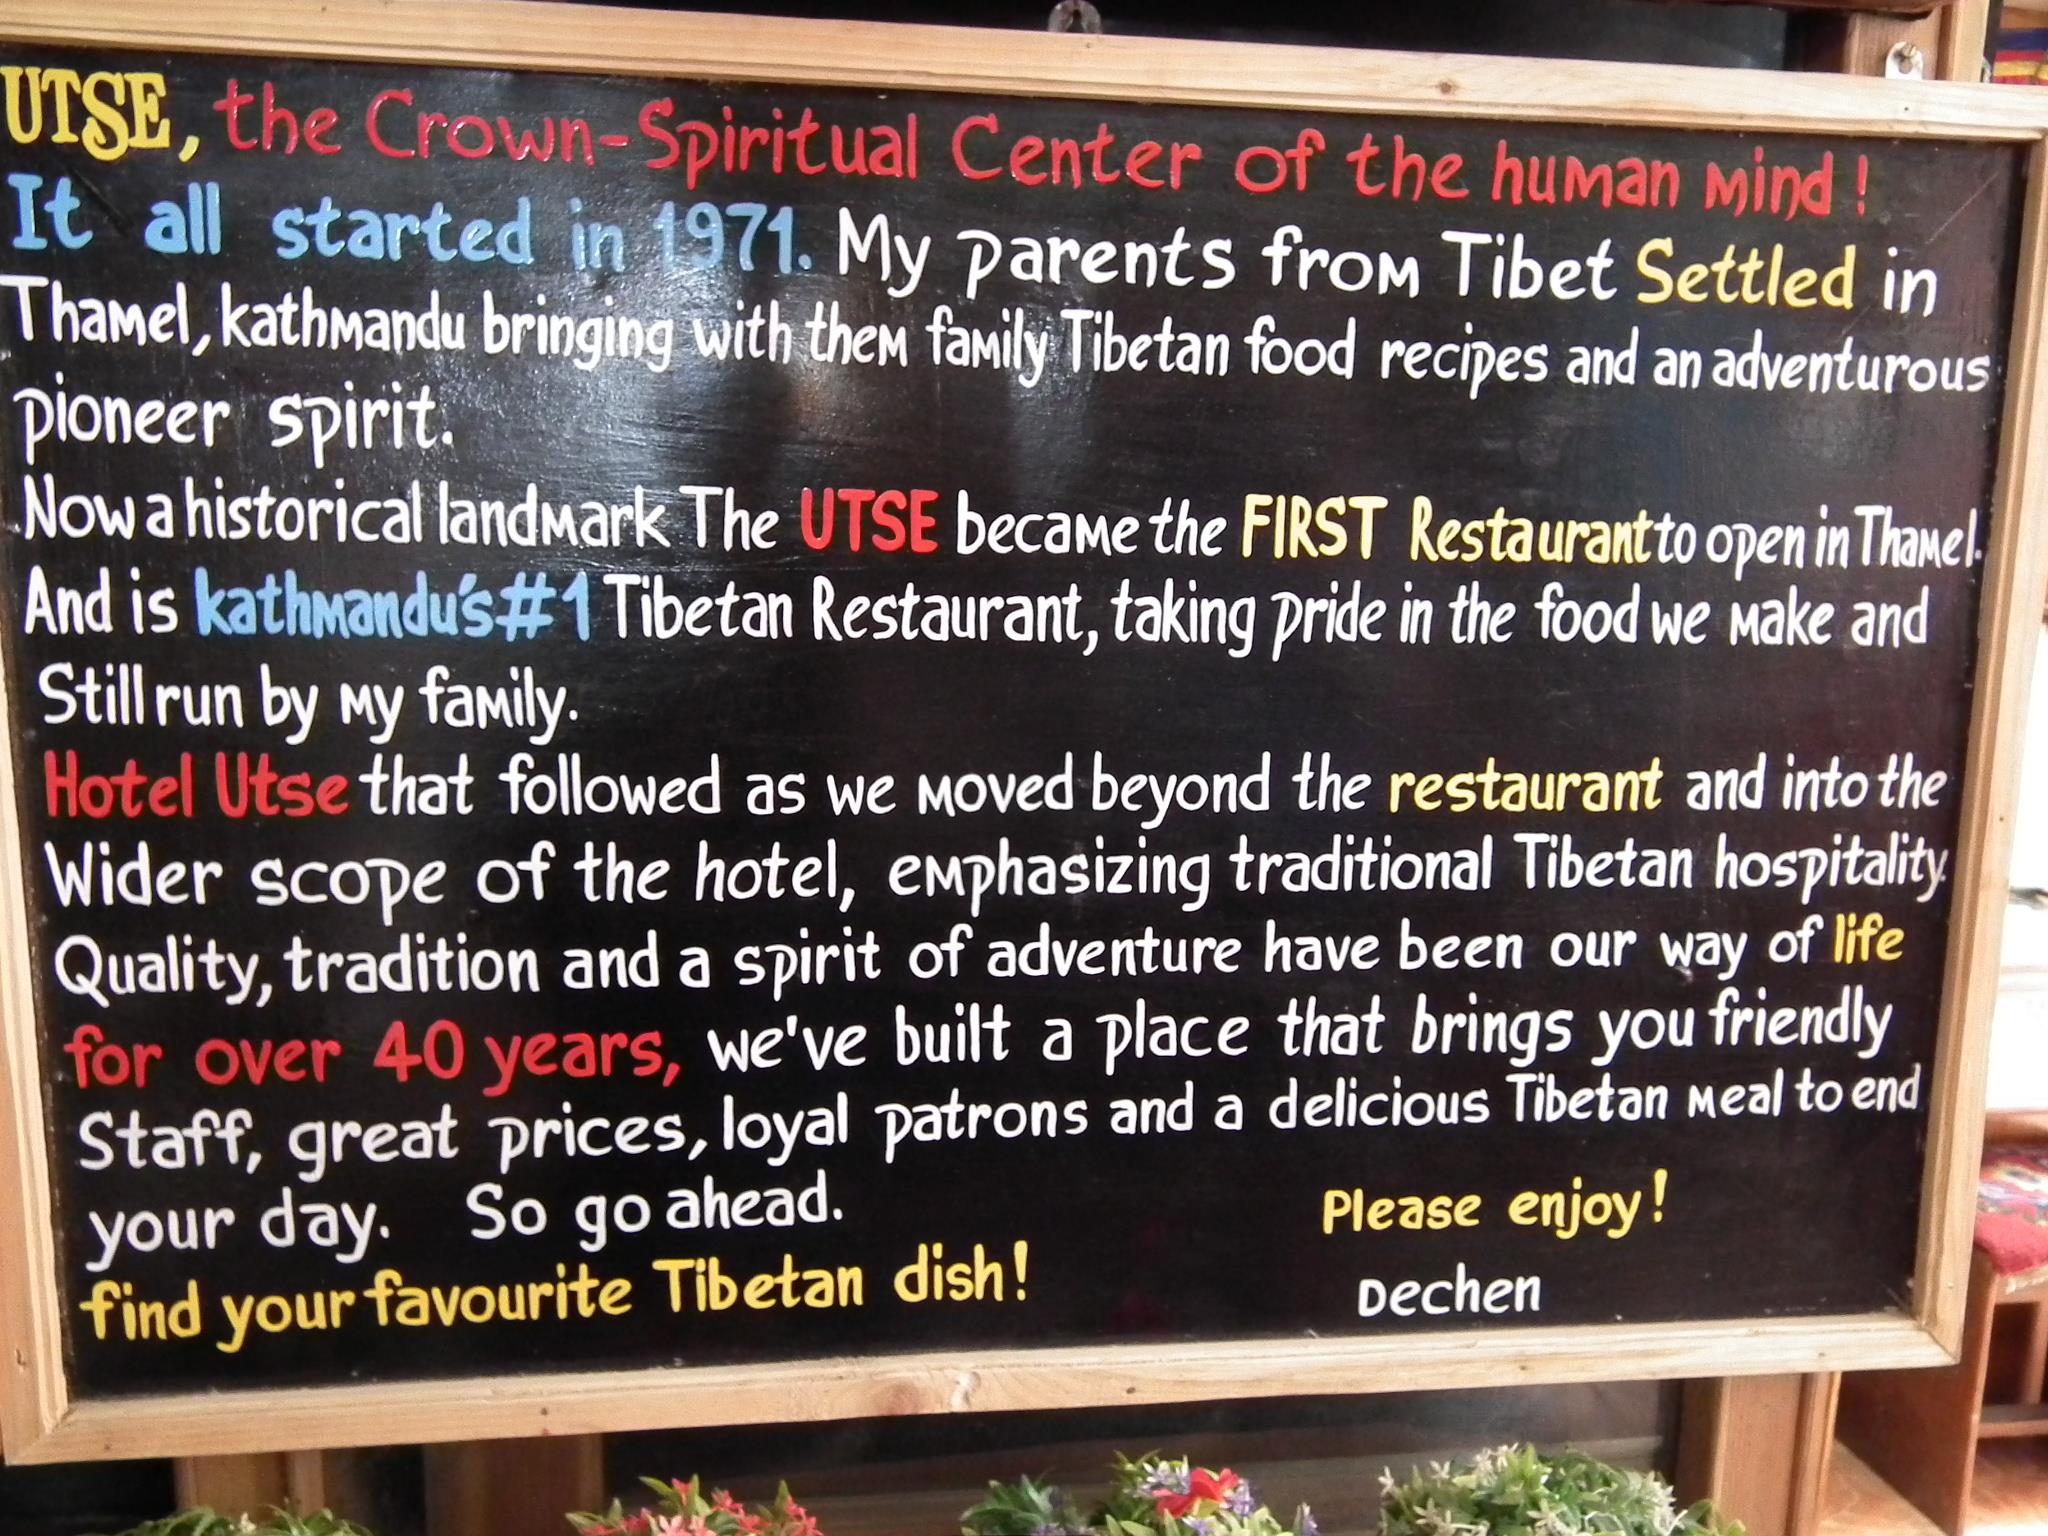 UTSE, the Crown-Spiritual Center of the human mind!
It all started in 1971. My parents from Tibet Settled in
Thamel, kathmandu bringing with them family Tibetan food recipes and an adventurous
pioneer spirit.
Now a historical landmark The UTSE became the FIRST Restaurant to open in Thamel.
And is kathmandu's #1 Tibetan Restaurant, taking pride in the food we make and
Still run by my family.
Hotel Utse that followed as we moved beyond the restaurant and into the
Wider scope of the hotel, emphasizing traditional Tibetan hospitality.
Quality, tradition and a spirit of adventure have been our way of life
for over 40 years, we've built a place that brings you friendly
Staff, great prices, loyal patrons and a delicious Tibetan meal to end
your day. So go ahead.
find your favourite Tibetan dish!
Please enjoy!
Dechen